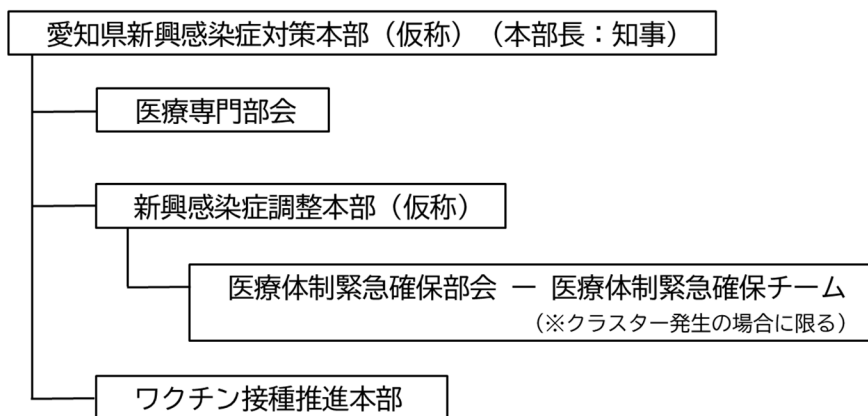 愛知県新興感染症対策本部（仮称）（本部長：知事）
医療専門部会
新興感染症調整本部（仮称）
医療体制緊急確保部会 － 医療体制緊急確保チーム
（※クラスター発生の場合に限る）
ワクチン接種推進本部